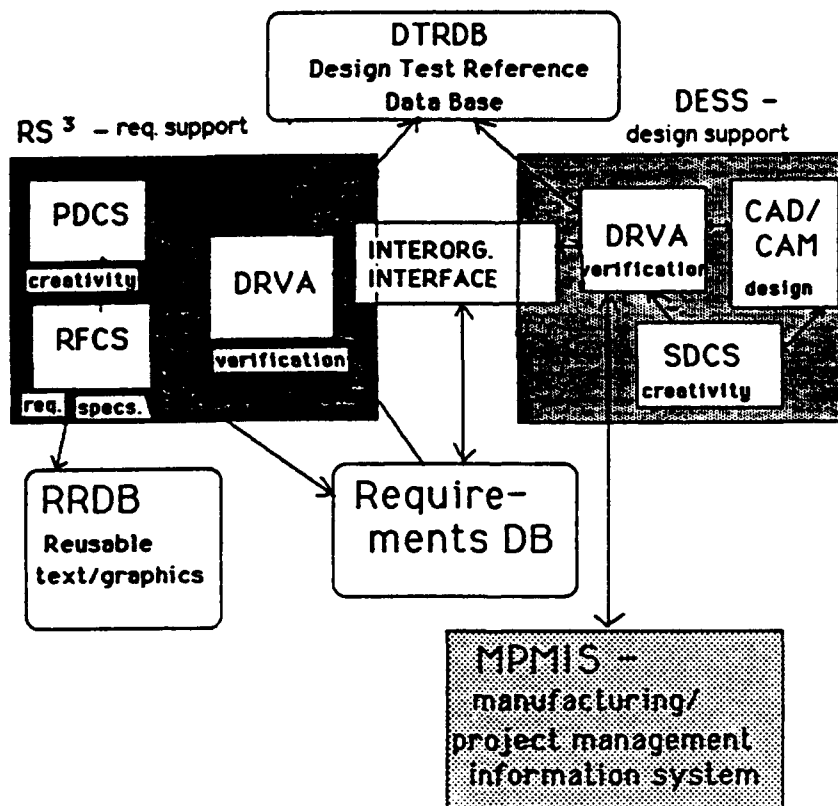 DTRDB
Design Test Reference
Data Base
RS 3 - req. support
DESS -
design support
PDCS
creativity
RFCS
req. specs.
DRVA
verification
INTERORG.
INTERFACE
DRVA
verification
CAD/
CAM
design
SDCS
creativity
RRDB
Reusable
text/graphics
Require-
ments DB
MPMIS -
manufacturing/
project management
information system